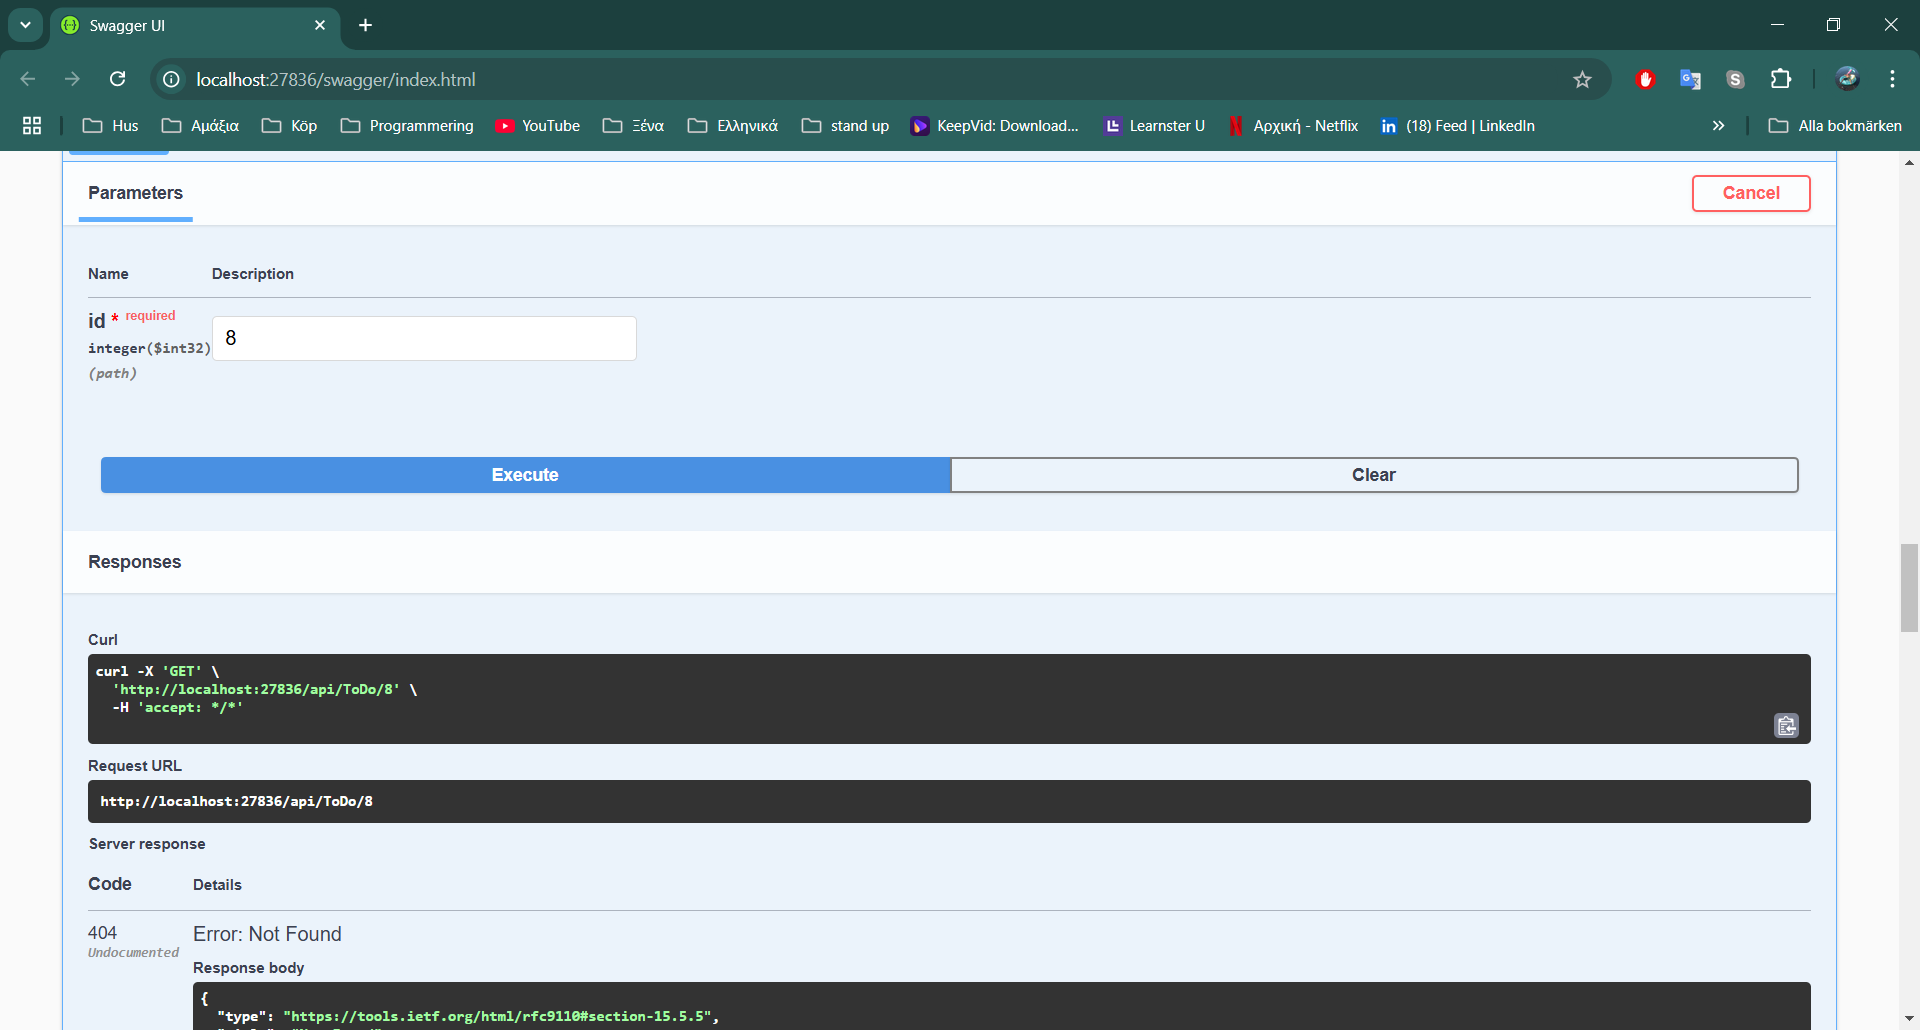 Swagger UI
localhost:27836/swagger/index.html
Hus
Αμάξια
Köp
Programmering
YouTube
Ξένα
Ελληνικά
stand up
KeepVid: Download...
Learnster U
Αρχική - Netflix
(18) Feed | LinkedIn
Alla bokmärken
Parameters
Cancel
Name Description
id * required
8
integer($int32)
(path)
Execute
Clear
Responses
Curl
curl -X 'GET' \
'http://localhost:27836/api/ToDo/8' \
-H 'accept: */*'
Request URL
http://localhost:27836/api/ToDo/8
Server response
Code Details
404
Undocumented
Error: Not Found
Response body
{
"type": "https://tools.ietf.org/html/rfc9110#section-15.5.5",